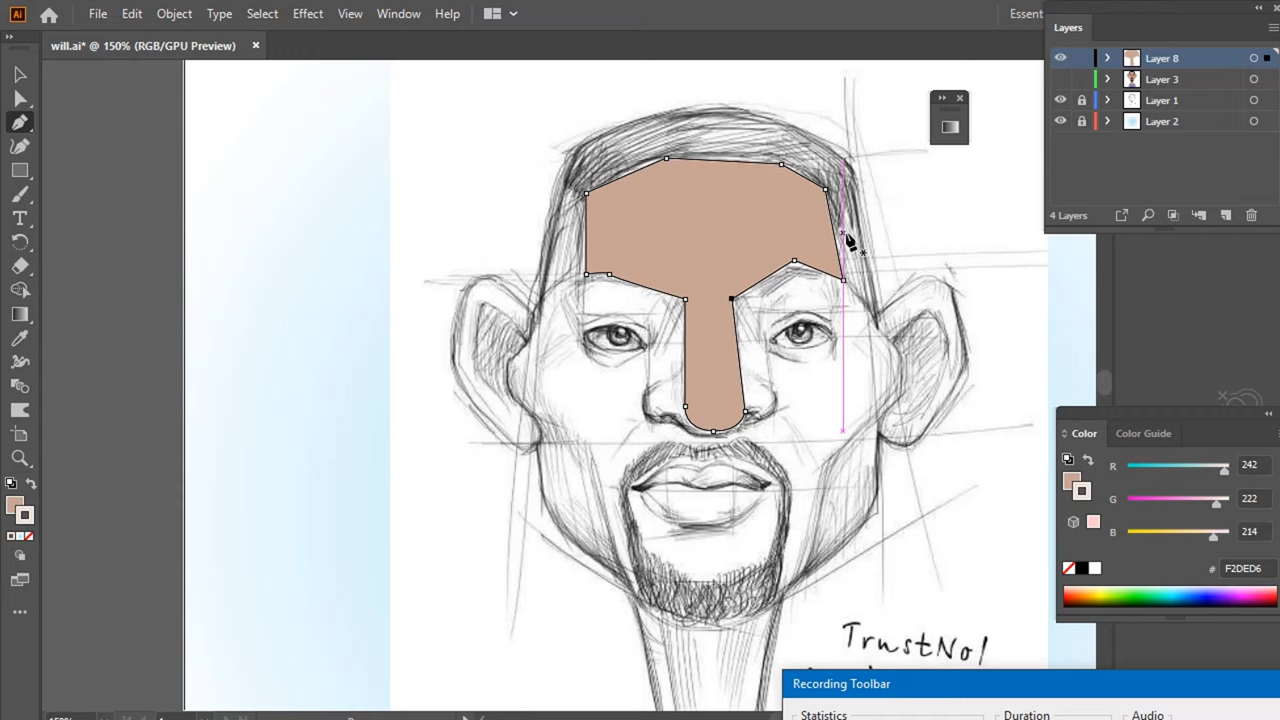 Ai File Edit Object Type Select Effect View Window Help Essent
will.ai* @ 150% (RGB/GPU Preview)
Layers
Layer 8
Layer 3
Layer 1
Layer 2
4 Layers
Color Color Guide
R 242
G 222
B 214
# F2DED6
TrustNo1
Recording Toolbar
Statistics Duration Audio